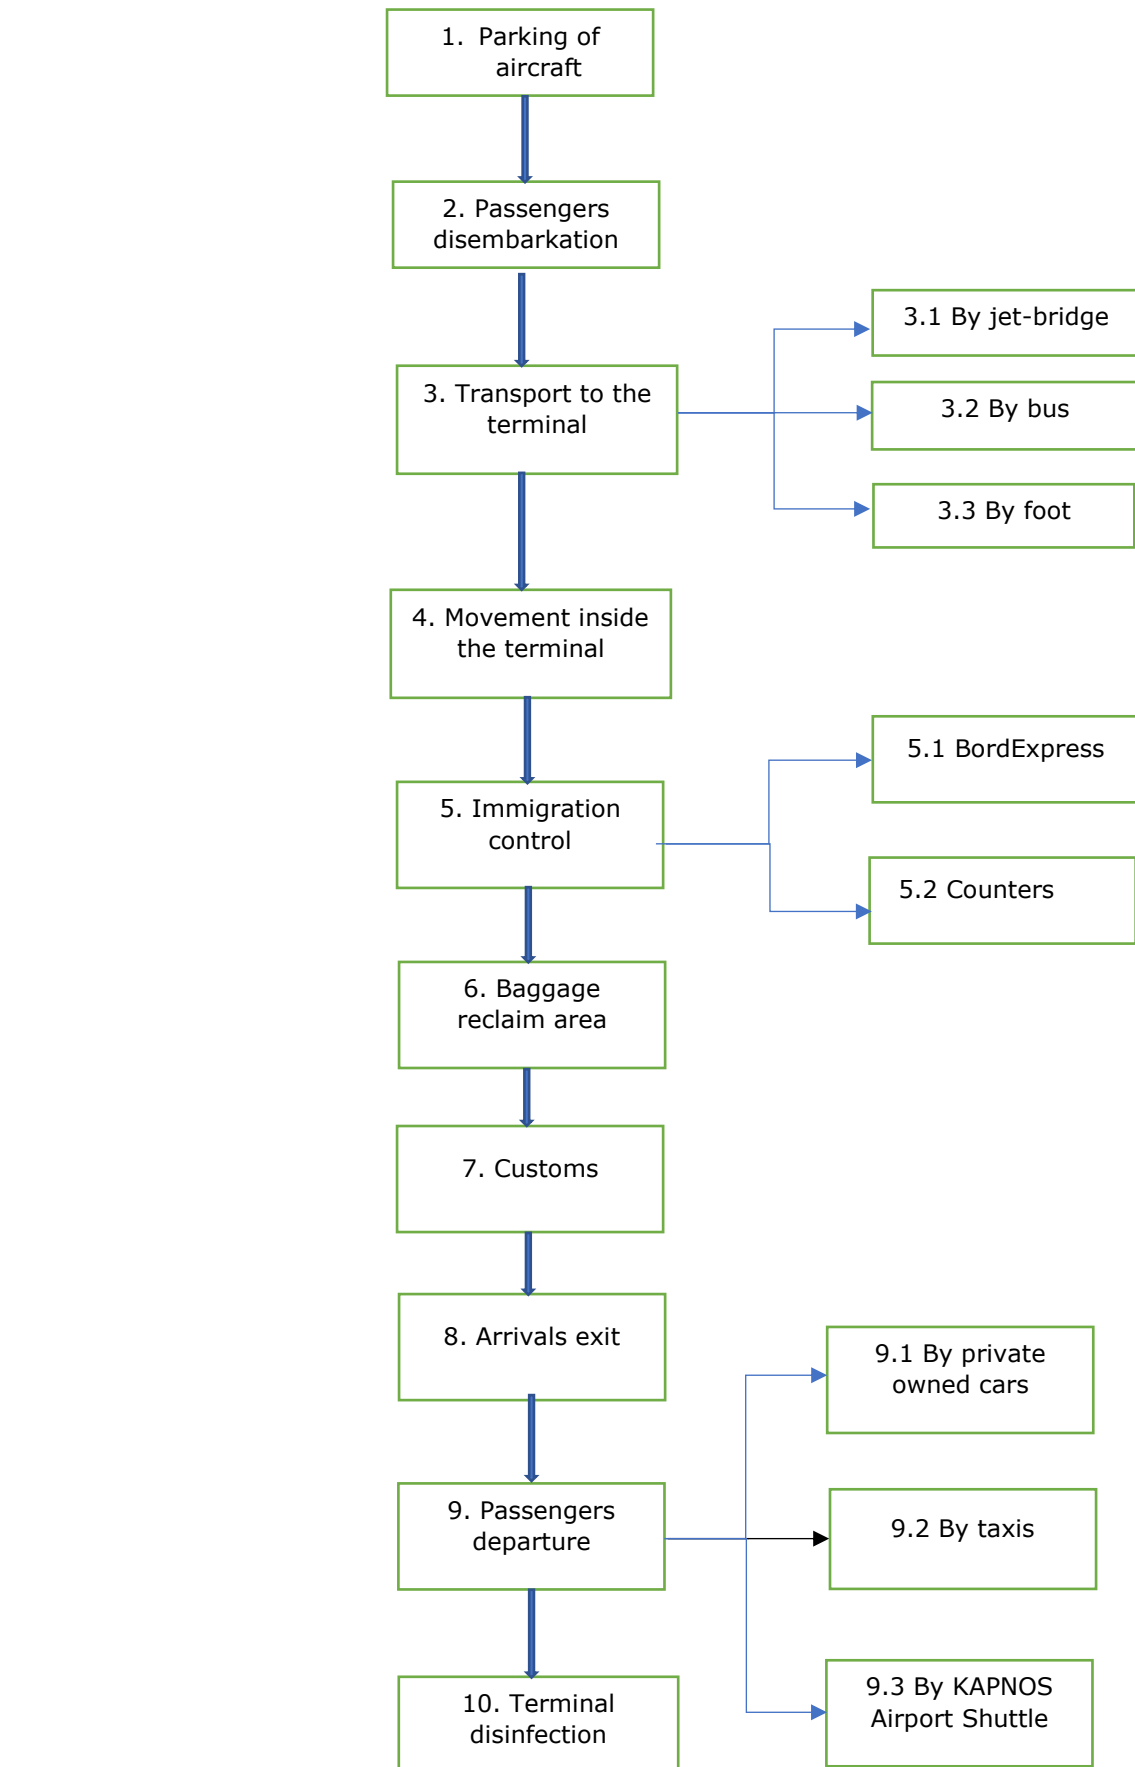 1. Parking of
aircraft
2. Passengers
disembarkation
3. Transport to the
terminal
3.1 By jet-bridge
3.2 By bus
3.3 By foot
4. Movement inside
the terminal
5. Immigration
control
5.1 BordExpress
5.2 Counters
6. Baggage
reclaim area
7. Customs
8. Arrivals exit
9. Passengers
departure
9.1 By private
owned cars
9.2 By taxis
9.3 By KAPNOS
Airport Shuttle
10. Terminal
disinfection